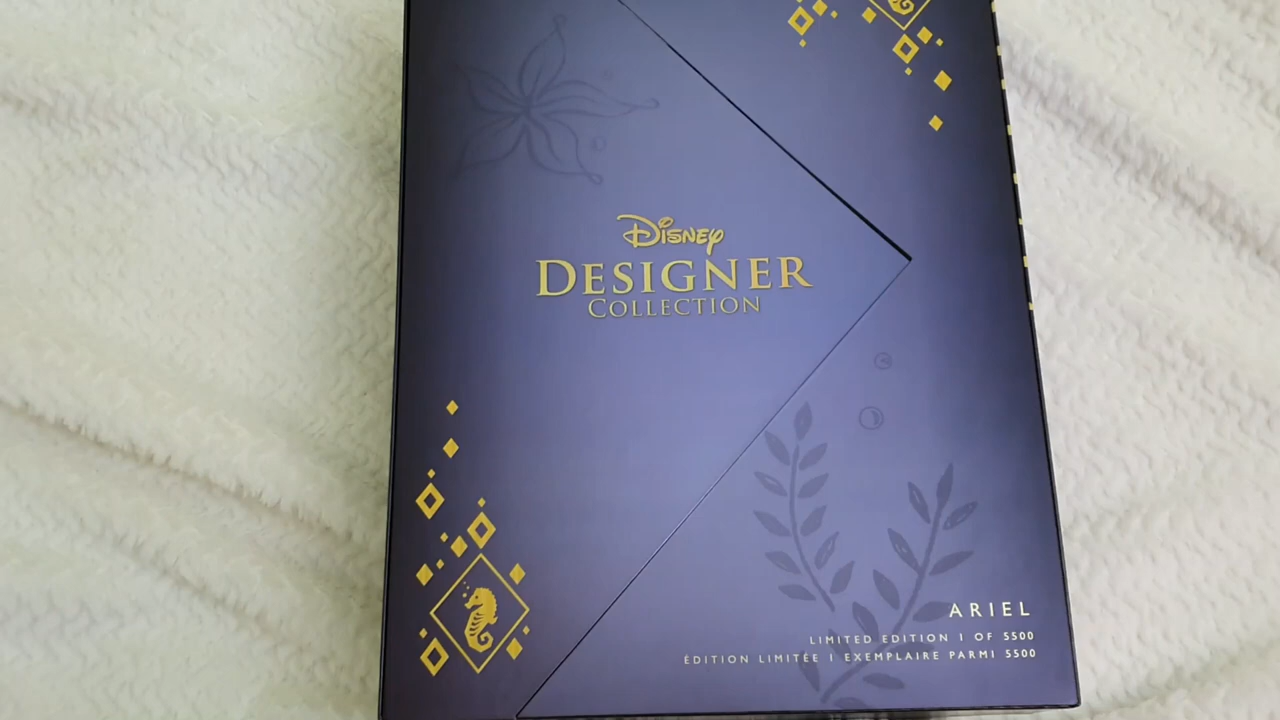 Disney
DESIGNER
COLLECTION
ARIEL
LIMITED EDITION 1 OF 5500
ÉDITION LIMITÉE 1 EXEMPLAIRE PARMI 5500